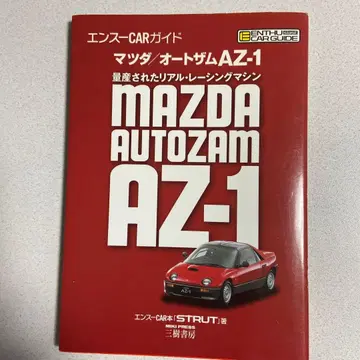 エンスーCARガイド
ENTHU
CAR GUIDE
マツダ/オートザムAZ-1
量産されたリアル・レーシングマシン
MAZDA
AUTOZAM
AZ-1
エンスーCAR本「STRUT」著
MIKI PRESS
三樹書房